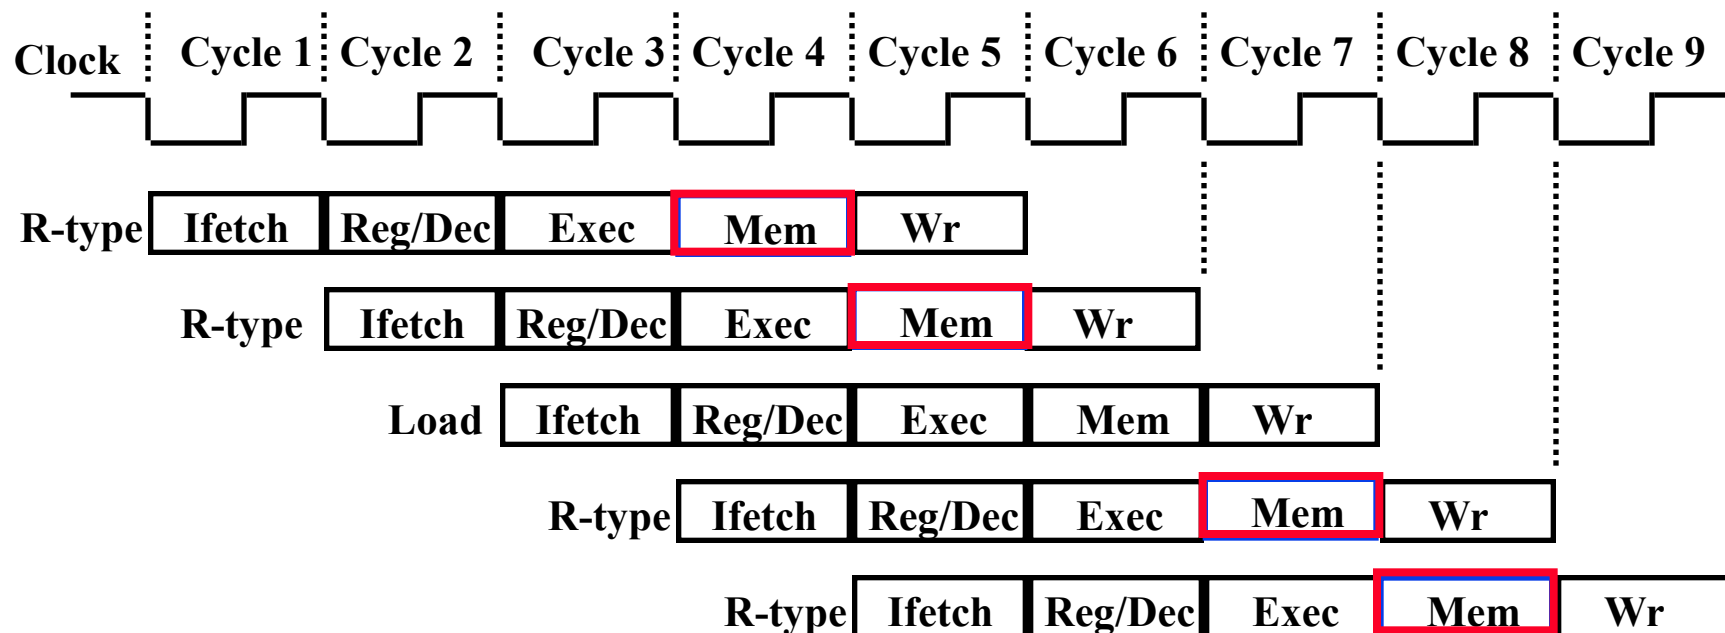 Clock Cycle 1 Cycle 2 Cycle 3 Cycle 4 Cycle 5 Cycle 6 Cycle 7 Cycle 8 Cycle 9
R-type Ifetch Reg/Dec Exec Mem Wr
R-type Ifetch Reg/Dec Exec Mem Wr
Load Ifetch Reg/Dec Exec Mem Wr
R-type Ifetch Reg/Dec Exec Mem Wr
R-type Ifetch Reg/Dec Exec Mem Wr